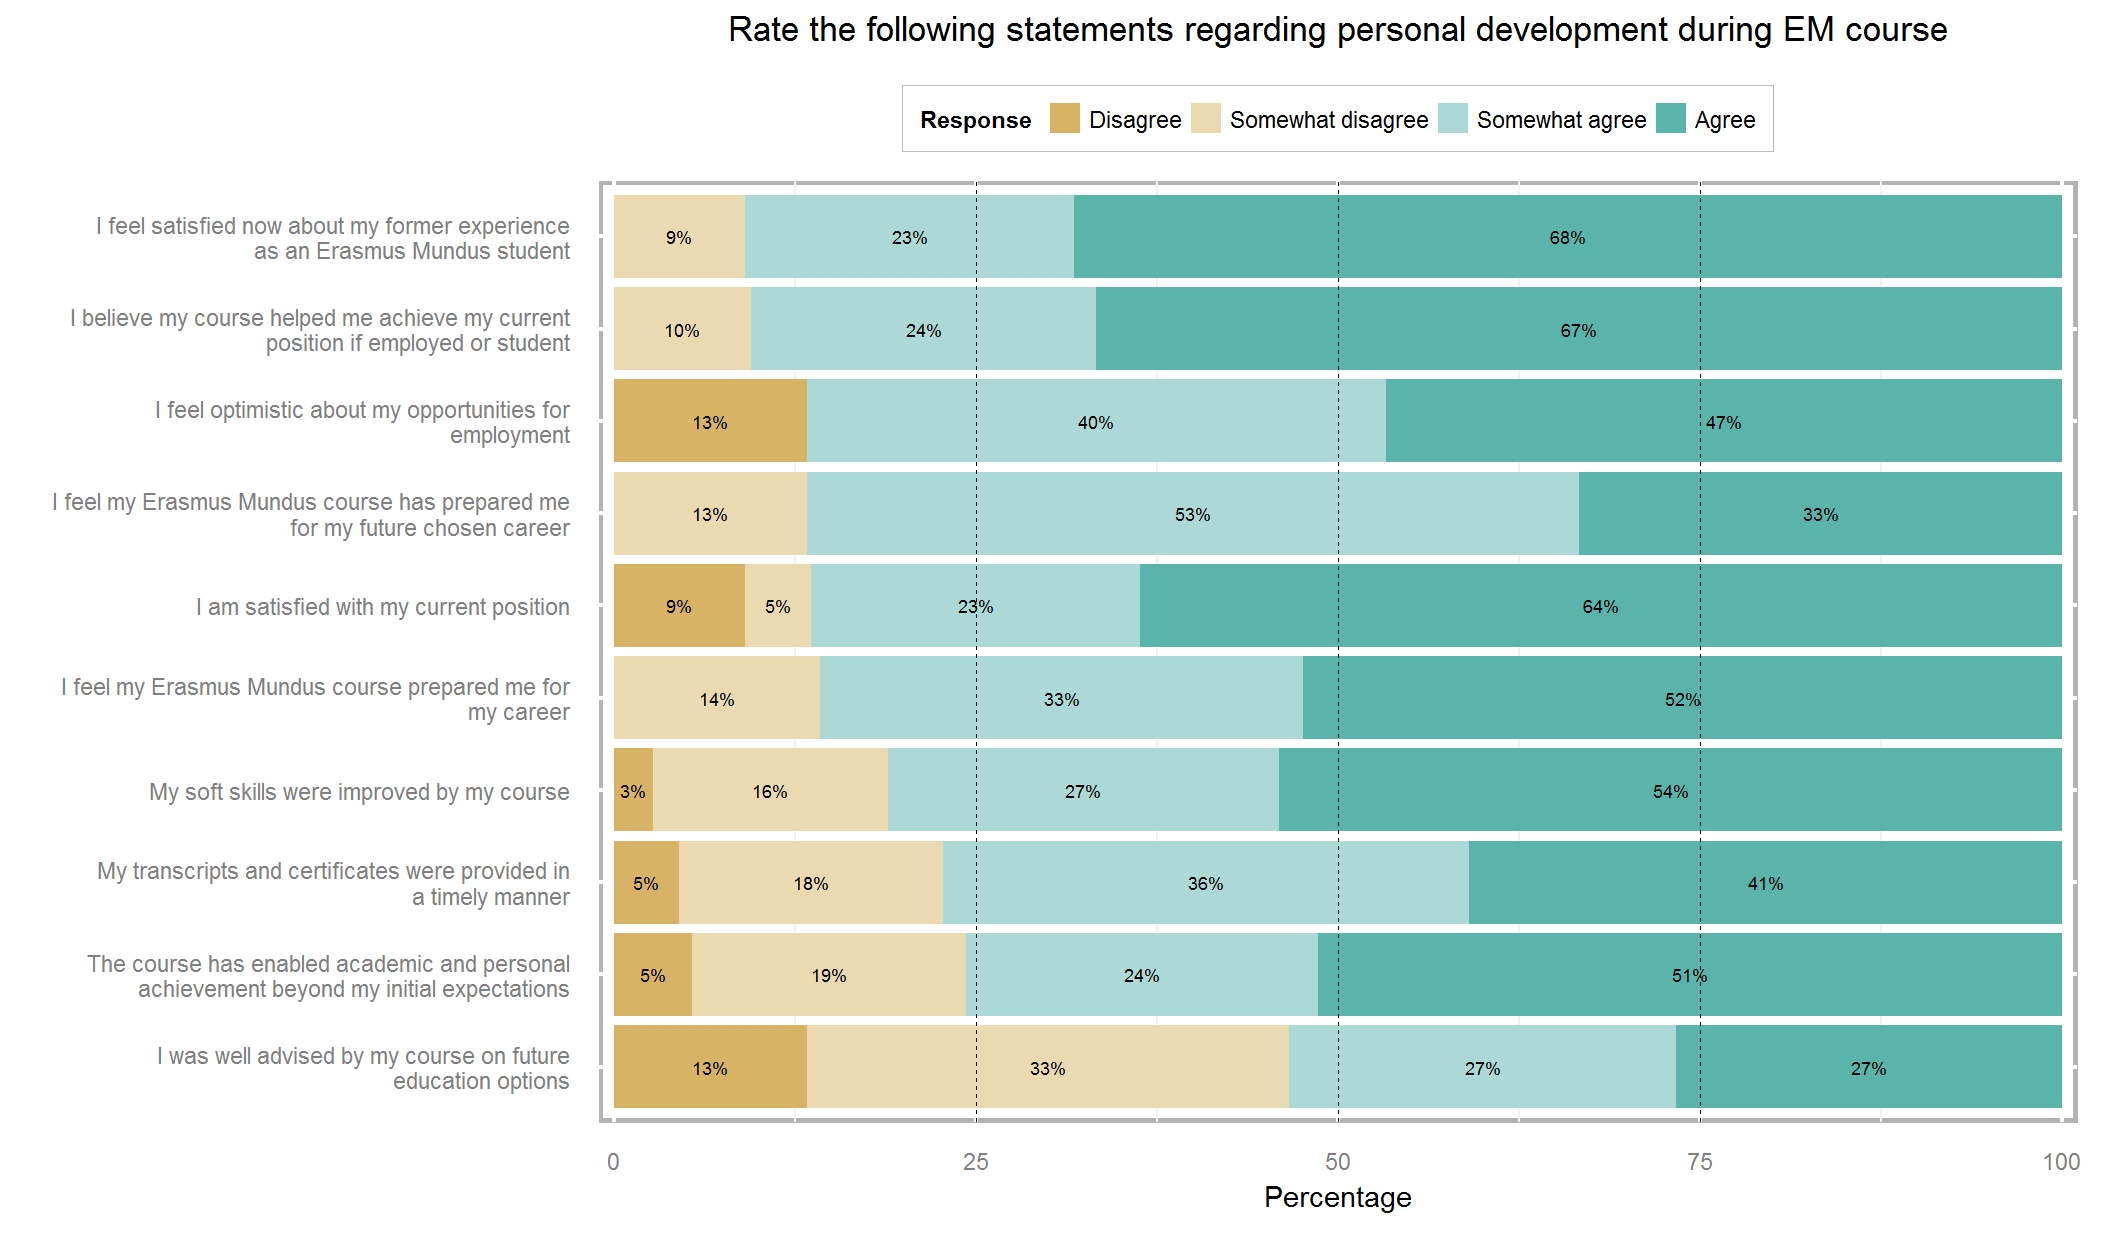 Rate the following statements regarding personal development during EM course
Response Disagree Somewhat disagree Somewhat agree Agree
I feel satisfied now about my former experience
as an Erasmus Mundus student
9% 23% 68%
I believe my course helped me achieve my current
position if employed or student
10% 24% 67%
I feel optimistic about my opportunities for
employment
13% 40% 47%
I feel my Erasmus Mundus course has prepared me
for my future chosen career
13% 53% 33%
I am satisfied with my current position
9% 5% 23% 64%
I feel my Erasmus Mundus course prepared me for
my career
14% 33% 52%
My soft skills were improved by my course
3% 16% 27% 54%
My transcripts and certificates were provided in
a timely manner
5% 18% 36% 41%
The course has enabled academic and personal
achievement beyond my initial expectations
5% 19% 24% 51%
I was well advised by my course on future
education options
13% 33% 27% 27%
0 25 50 75 100
Percentage